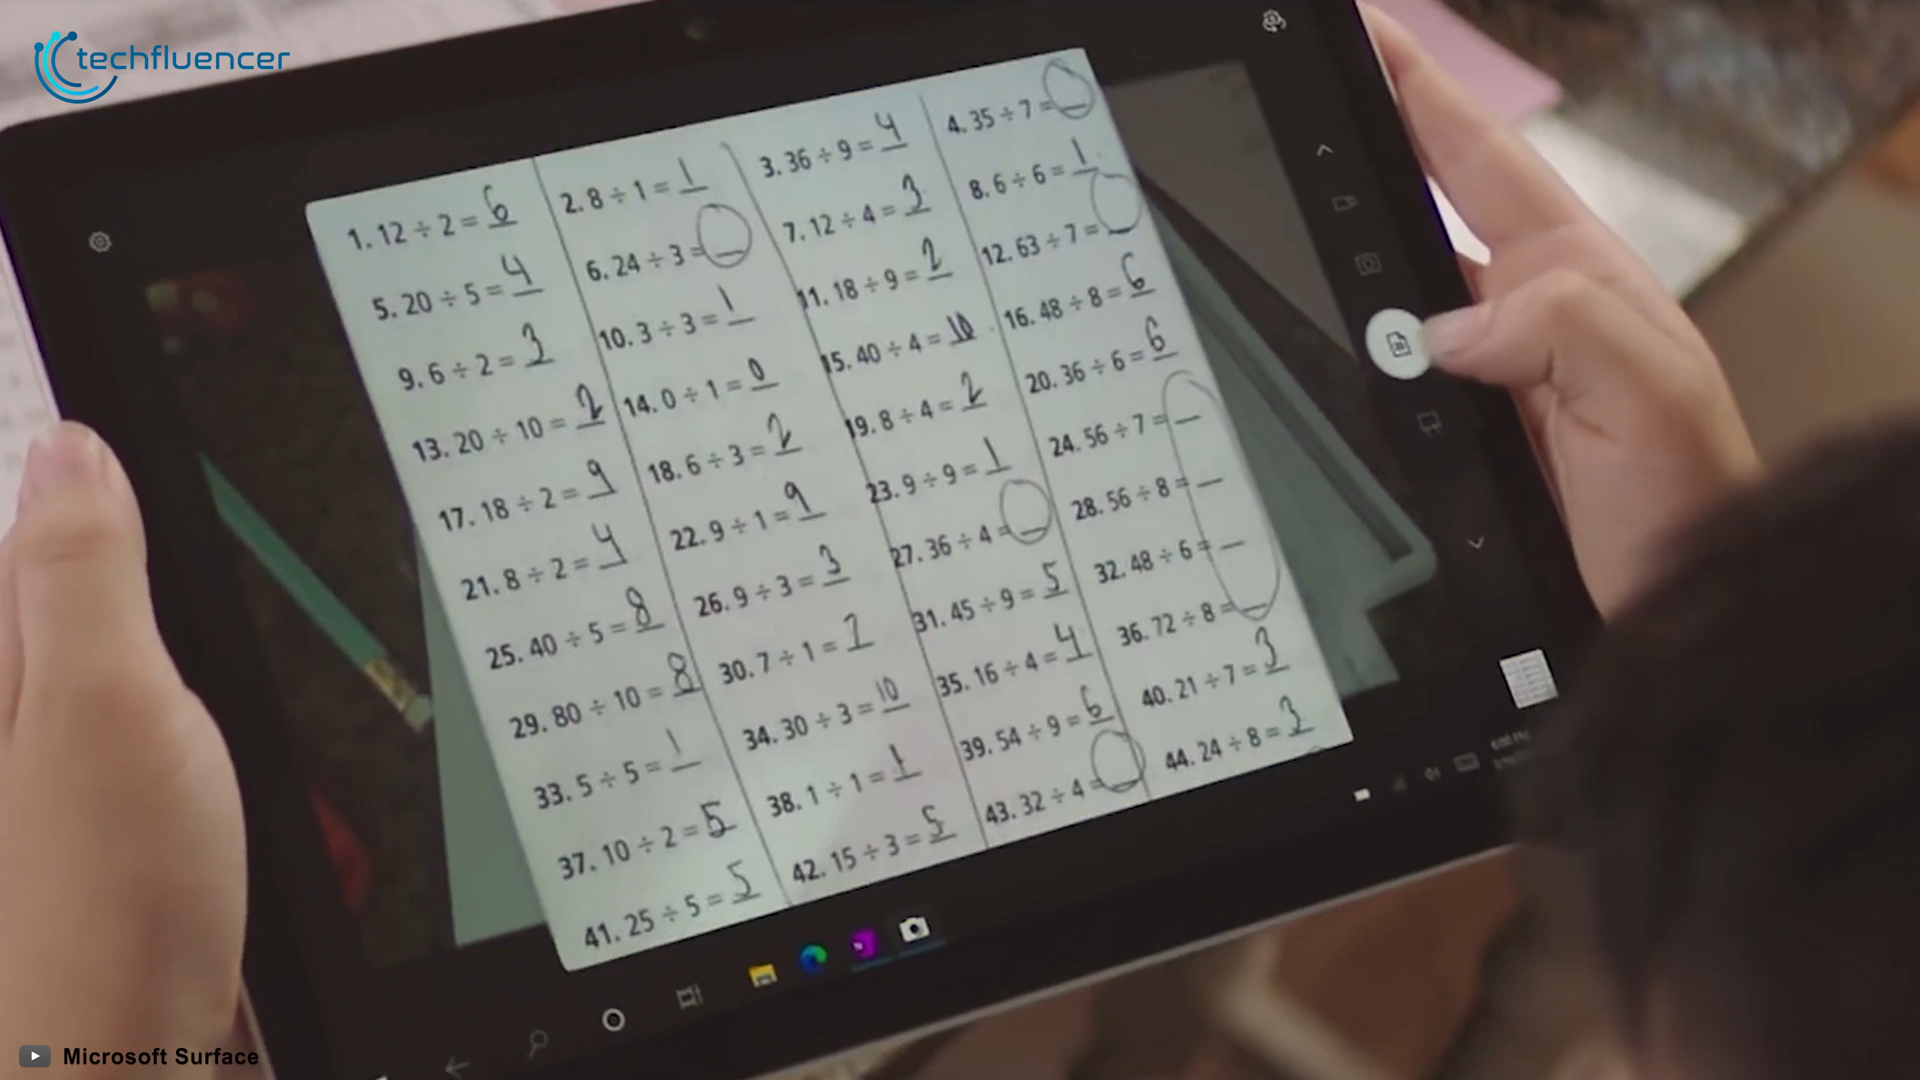 techfluencer
1. 12 ÷ 2 = 6
2. 8 ÷ 1 = 1
3. 36 ÷ 9 = 4
4. 35 ÷ 7 =
5. 20 ÷ 5 = 4
6. 24 ÷ 3 =
7. 12 ÷ 4 = 3
8. 6 ÷ 6 = 1
9. 6 ÷ 2 = 3
10. 3 ÷ 3 = 1
11. 18 ÷ 9 = 2
12. 63 ÷ 7 =
13. 20 ÷ 10 = 2
14. 0 ÷ 1 = 0
15. 40 ÷ 4 = 10
16. 48 ÷ 8 = 6
17. 18 ÷ 2 = 9
18. 6 ÷ 3 = 2
19. 8 ÷ 4 = 2
20. 36 ÷ 6 = 6
21. 8 ÷ 2 = 4
22. 9 ÷ 1 = 9
23. 9 ÷ 9 = 1
24. 56 ÷ 7 =
25. 40 ÷ 5 = 8
26. 9 ÷ 3 = 3
27. 36 ÷ 4 =
28. 56 ÷ 8 =
29. 80 ÷ 10 = 8
30. 7 ÷ 1 =
31. 45 ÷ 9 = 5
32. 48 ÷ 6 =
33. 5 ÷ 5 = 1
34. 30 ÷ 3 = 10
35. 16 ÷ 4 = 4
36. 72 ÷ 8 =
37. 10 ÷ 2 = 5
38. 1 ÷ 1 = 1
39. 54 ÷ 9 = 6
40. 21 ÷ 7 = 3
41. 25 ÷ 5 = 5
42. 15 ÷ 3 = 5
43. 32 ÷ 4 =
44. 24 ÷ 8 = 3
Microsoft Surface